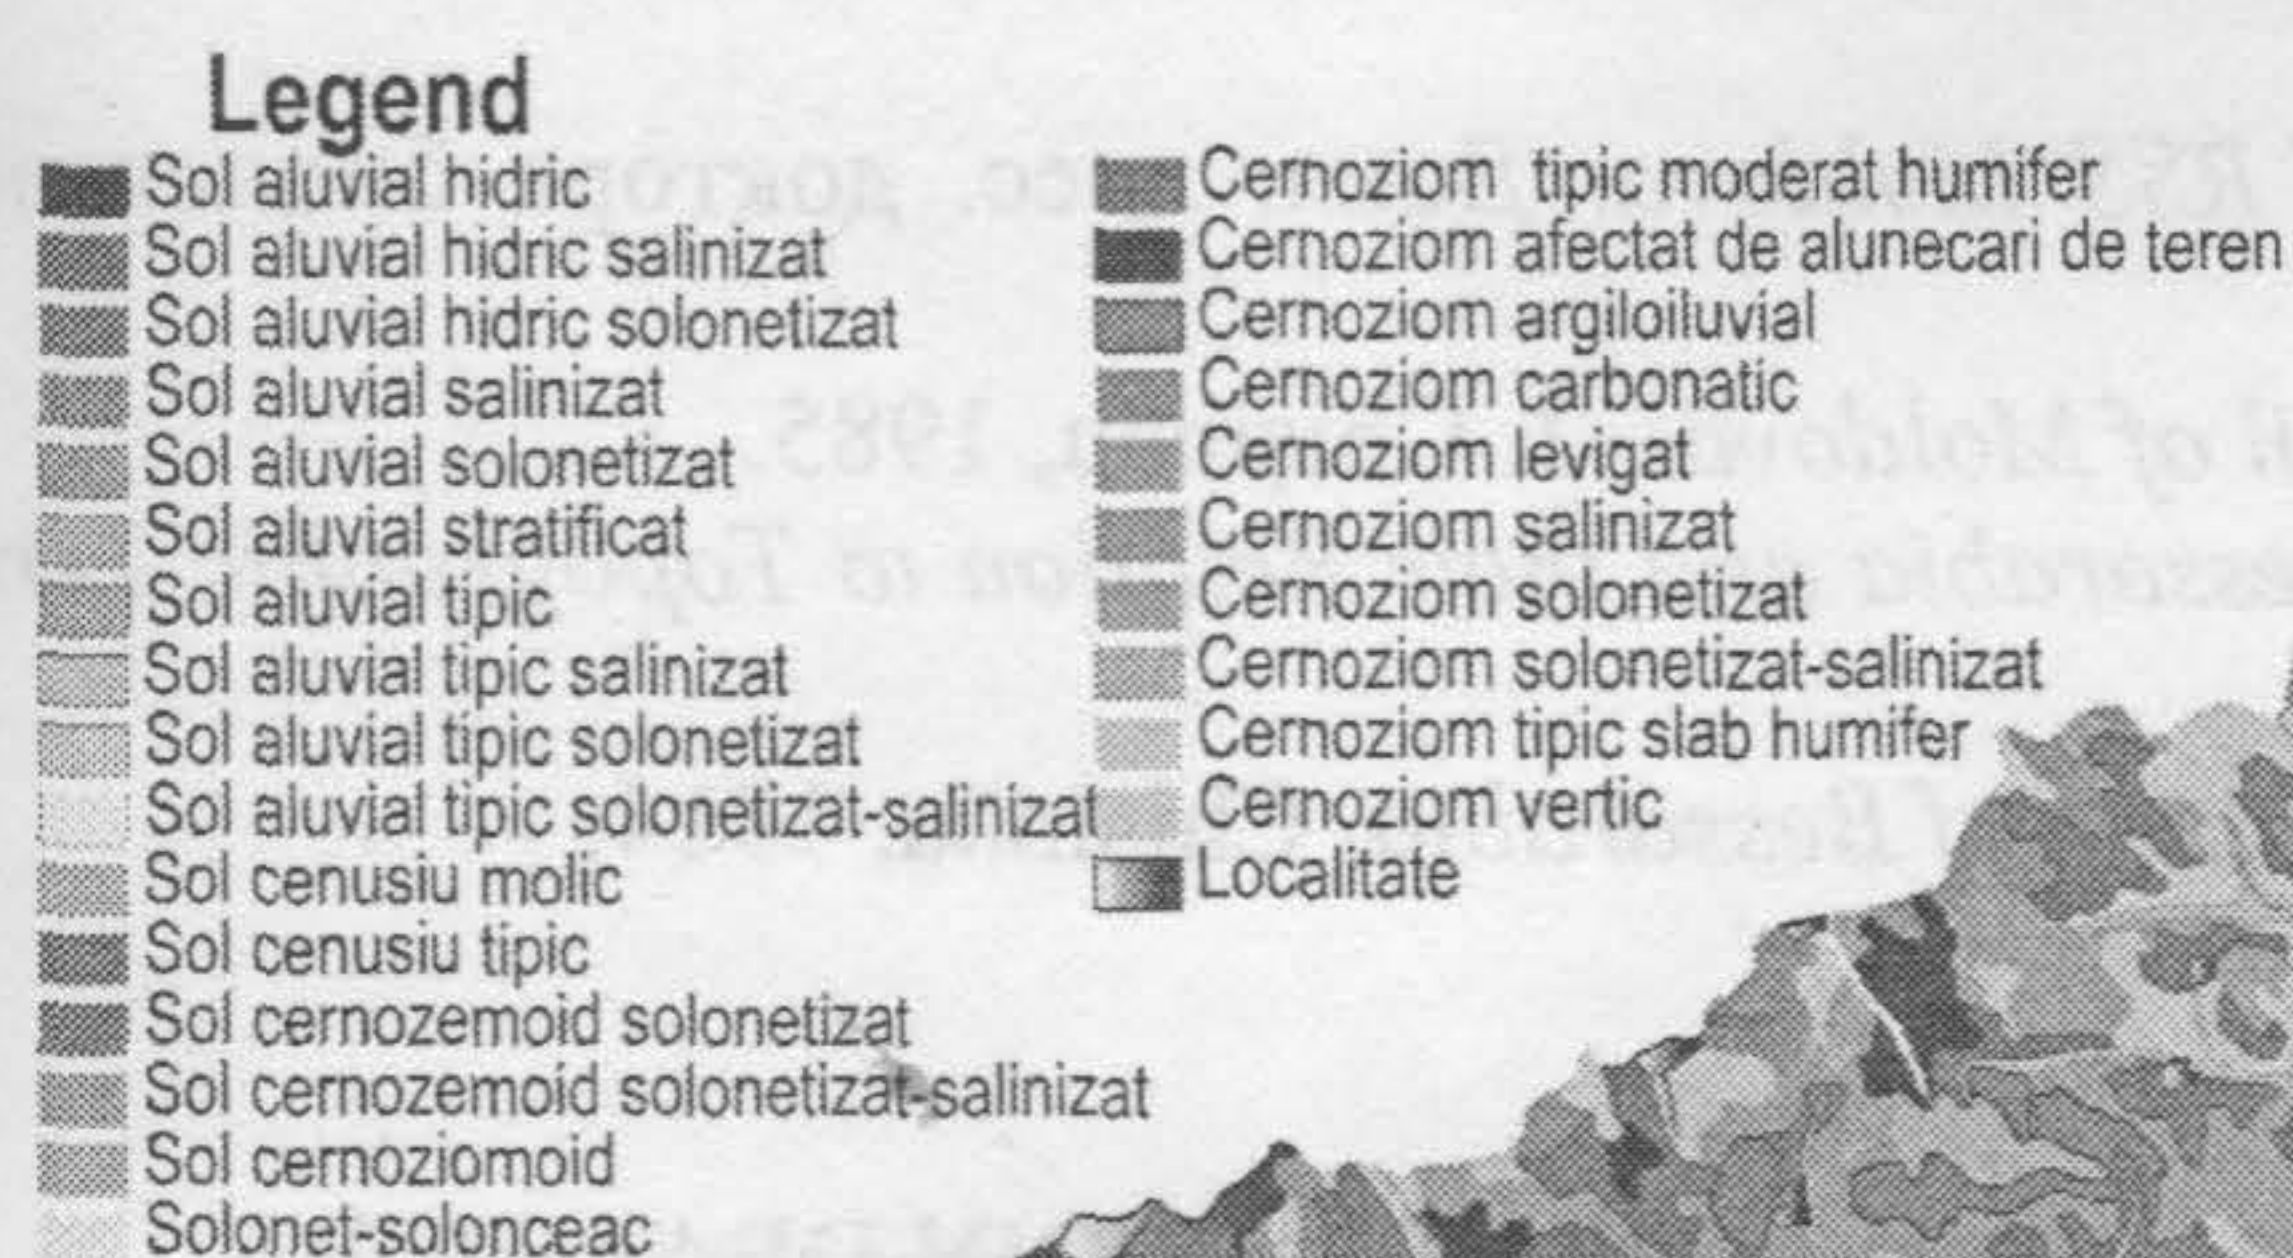 Legend
Sol aluvial hidric
Sol aluvial hidric salinizat
Sol aluvial hidric solonetizat
Sol aluvial salinizat
Sol aluvial solonetizat
Sol aluvial stratificat
Sol aluvial tipic
Sol aluvial tipic salinizat
Sol aluvial tipic solonetizat
Sol aluvial tipic solonetizat-salinizat
Sol cenusiu molic
Sol cenusiu tipic
Sol cernozemoid solonetizat
Sol cernozemoid solonetizat-salinizat
Sol cernoziomoid
Solonet-solonceac
Cernoziom tipic moderat humifer
Cernoziom afectat de alunecari de teren
Cernoziom argiloiluvial
Cernoziom carbonatic
Cernoziom levigat
Cernoziom salinizat
Cernoziom solonetizat
Cernoziom solonetizat-salinizat
Cernoziom tipic slab humifer
Cernoziom vertic
Localitate